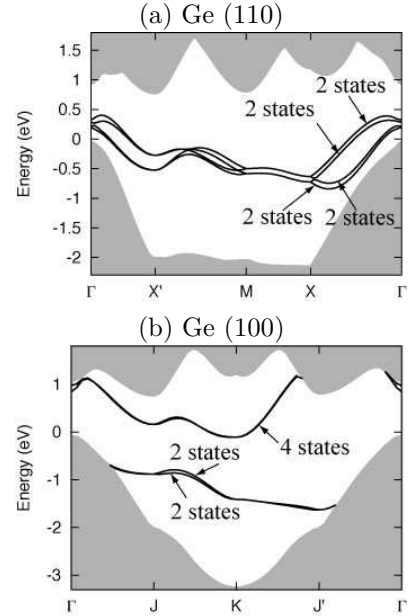 (a) Ge (110)
1.5
1
0.5
0
-0.5
-1
-1.5
-2
Energy (eV)
2 states
2 states
2 states
2 states
Γ X' M X Γ
(b) Ge (100)
1
0
-1
-2
-3
Energy (eV)
2 states
4 states
2 states
Γ J K J' Γ